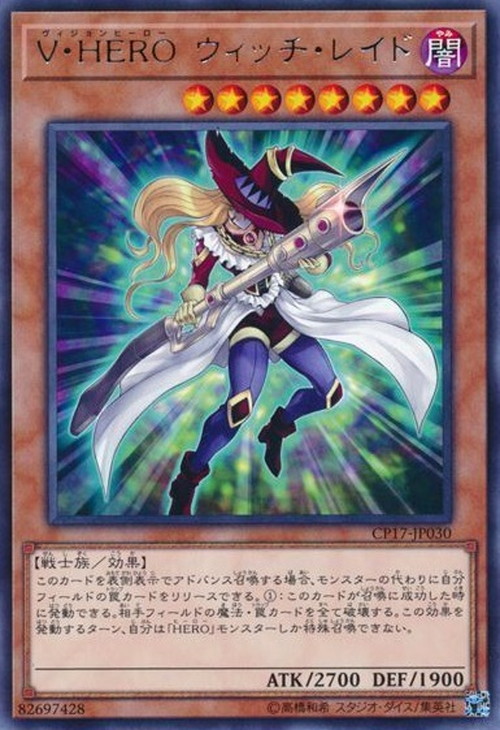 ヴィジョンヒーロー
V・HERO ウィッチ・レイド
闇
CP17-JP030
【戦士族／効果】
このカードを表側表示でアドバンス召喚する場合、モンスターの代わりに自分
フィールドの罠カードをリリースできる。①：このカードが召喚に成功した時
に発動できる。相手フィールドの魔法・罠カードを全て破壊する。この効果を
発動するターン、自分は「HERO」モンスターしか特殊召喚できない。
ATK/2700 DEF/1900
82697428
©高橋和希 スタジオ・ダイス/集英社